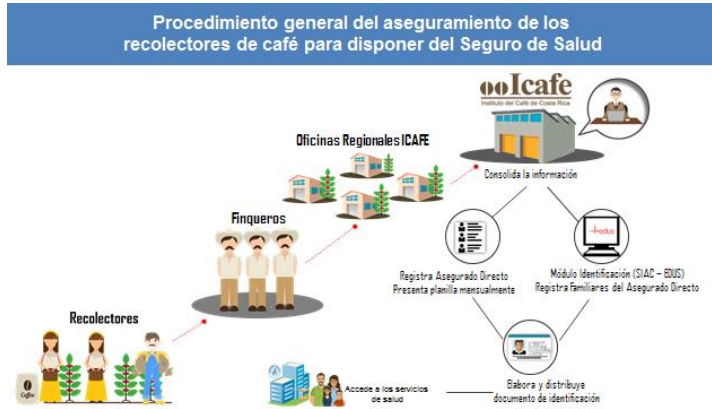 Procedimiento general del aseguramiento de los
recolectores de café para disponer del Seguro de Salud
ooIcafe
Instituto del Café de Costa Rica
Oficinas Regionales ICAFE
Consolida la información
Finqueros
edus
Registra Asegurado Directo
Presenta planilla mensualmente
Módulo Identificación (SIAC – EDUS)
Registra Familiares del Asegurado Directo
Recolectores
Coffee
Accede a los servicios
de salud
Elabora y distribuye
documento de identificación